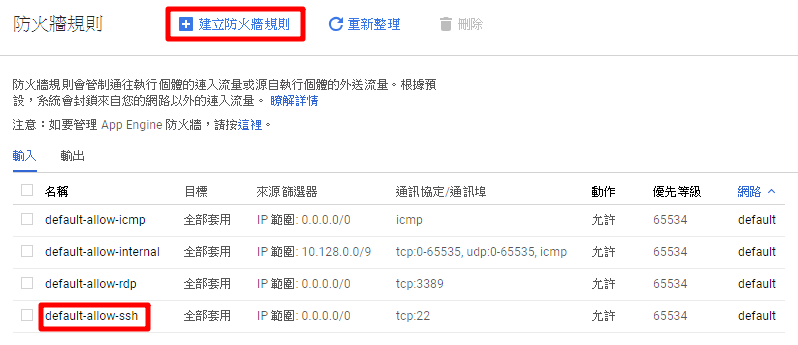 防火牆規則 建立防火牆規則 重新整理 刪除
防火牆規則會管制通往執行個體的連入流量或源自執行個體的外送流量。根據預
設，系統會封鎖來自您的網路以外的連入流量。 瞭解詳情
注意：如要管理 App Engine 防火牆，請按這裡。
輸入 輸出
名稱 目標 來源篩選器 通訊協定/通訊埠 動作 優先等級 網路
default-allow-icmp 全部套用 IP 範圍: 0.0.0.0/0 icmp 允許 65534 default
default-allow-internal 全部套用 IP 範圍: 10.128.0.0/9 tcp:0-65535, udp:0-65535, icmp 允許 65534 default
default-allow-rdp 全部套用 IP 範圍: 0.0.0.0/0 tcp:3389 允許 65534 default
default-allow-ssh 全部套用 IP 範圍: 0.0.0.0/0 tcp:22 允許 65534 default